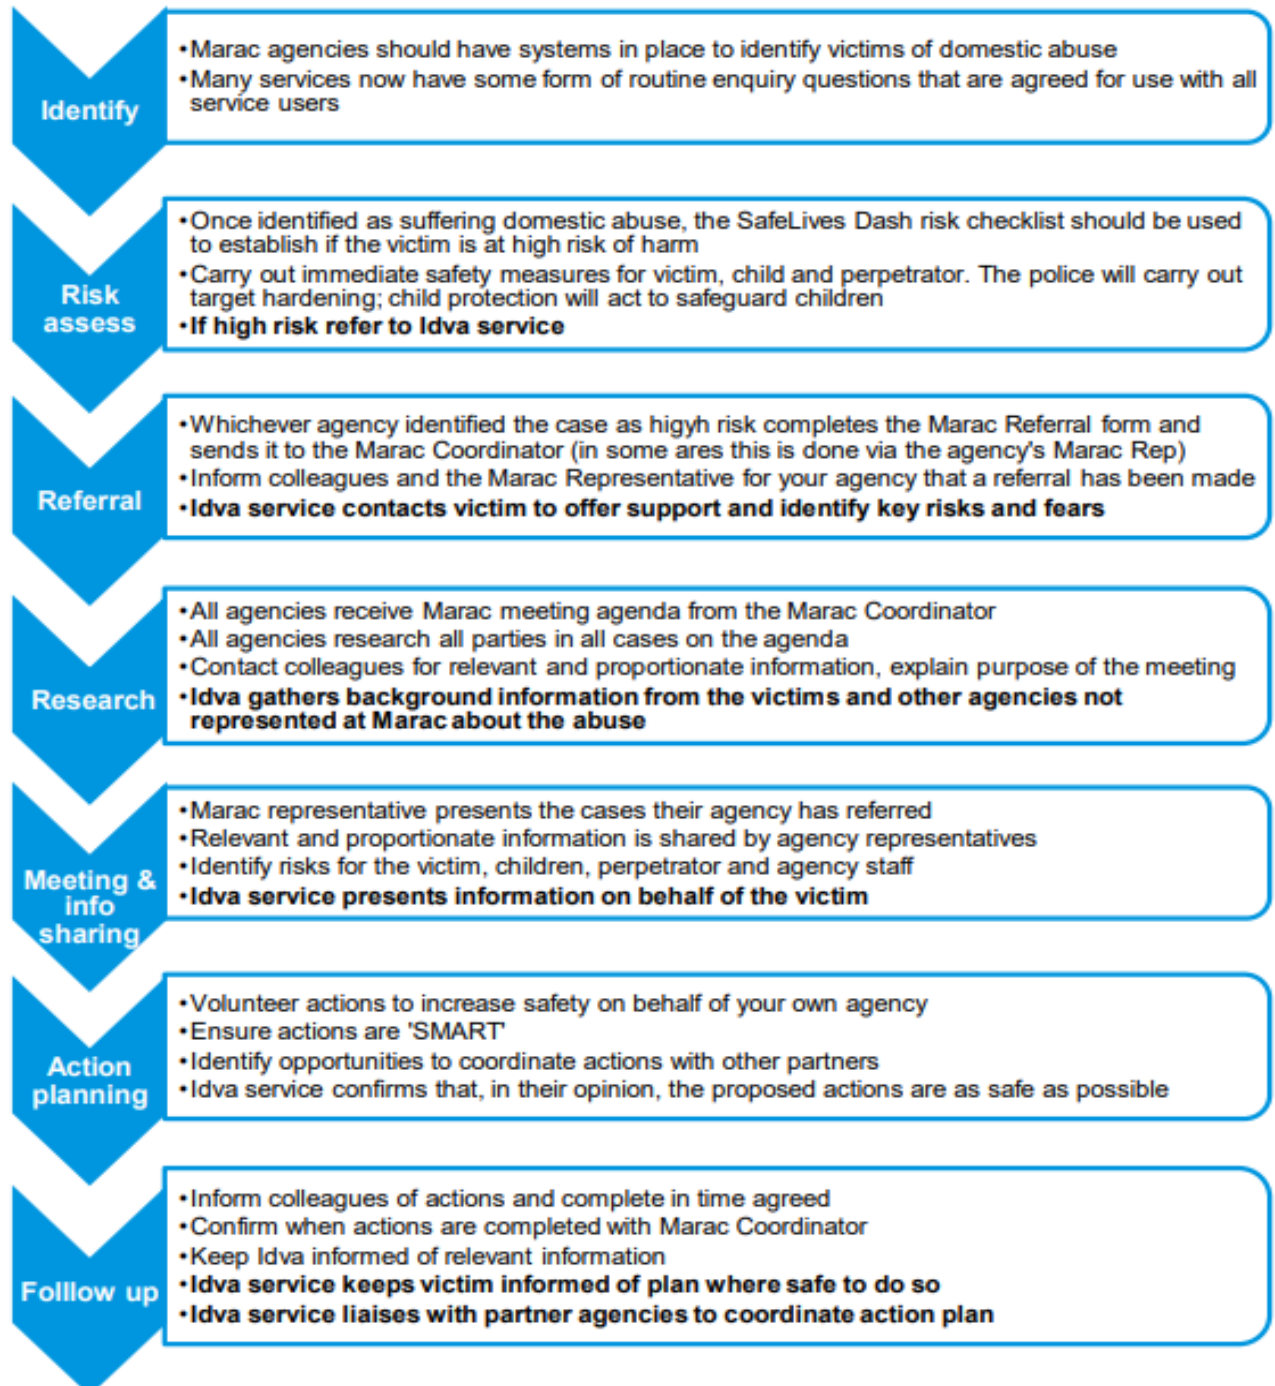 Identify
•Marac agencies should have systems in place to identify victims of domestic abuse
•Many services now have some form of routine enquiry questions that are agreed for use with all
service users
Risk
assess
•Once identified as suffering domestic abuse, the SafeLives Dash risk checklist should be used
to establish if the victim is at high risk of harm
•Carry out immediate safety measures for victim, child and perpetrator. The police will carry out
target hardening; child protection will act to safeguard children
•If high risk refer to Idva service
Referral
•Whichever agency identified the case as higyh risk completes the Marac Referral form and
sends it to the Marac Coordinator (in some ares this is done via the agency's Marac Rep)
•Inform colleagues and the Marac Representative for your agency that a referral has been made
•Idva service contacts victim to offer support and identify key risks and fears
Research
•All agencies receive Marac meeting agenda from the Marac Coordinator
•All agencies research all parties in all cases on the agenda
•Contact colleagues for relevant and proportionate information, explain purpose of the meeting
•Idva gathers background information from the victims and other agencies not
represented at Marac about the abuse
Meeting &
info
sharing
•Marac representative presents the cases their agency has referred
•Relevant and proportionate information is shared by agency representatives
•Identify risks for the victim, children, perpetrator and agency staff
•Idva service presents information on behalf of the victim
Action
planning
•Volunteer actions to increase safety on behalf of your own agency
•Ensure actions are 'SMART'
•Identify opportunities to coordinate actions with other partners
•Idva service confirms that, in their opinion, the proposed actions are as safe as possible
Folllow up
•Inform colleagues of actions and complete in time agreed
•Confirm when actions are completed with Marac Coordinator
•Keep Idva informed of relevant information
•Idva service keeps victim informed of plan where safe to do so
•Idva service liaises with partner agencies to coordinate action plan